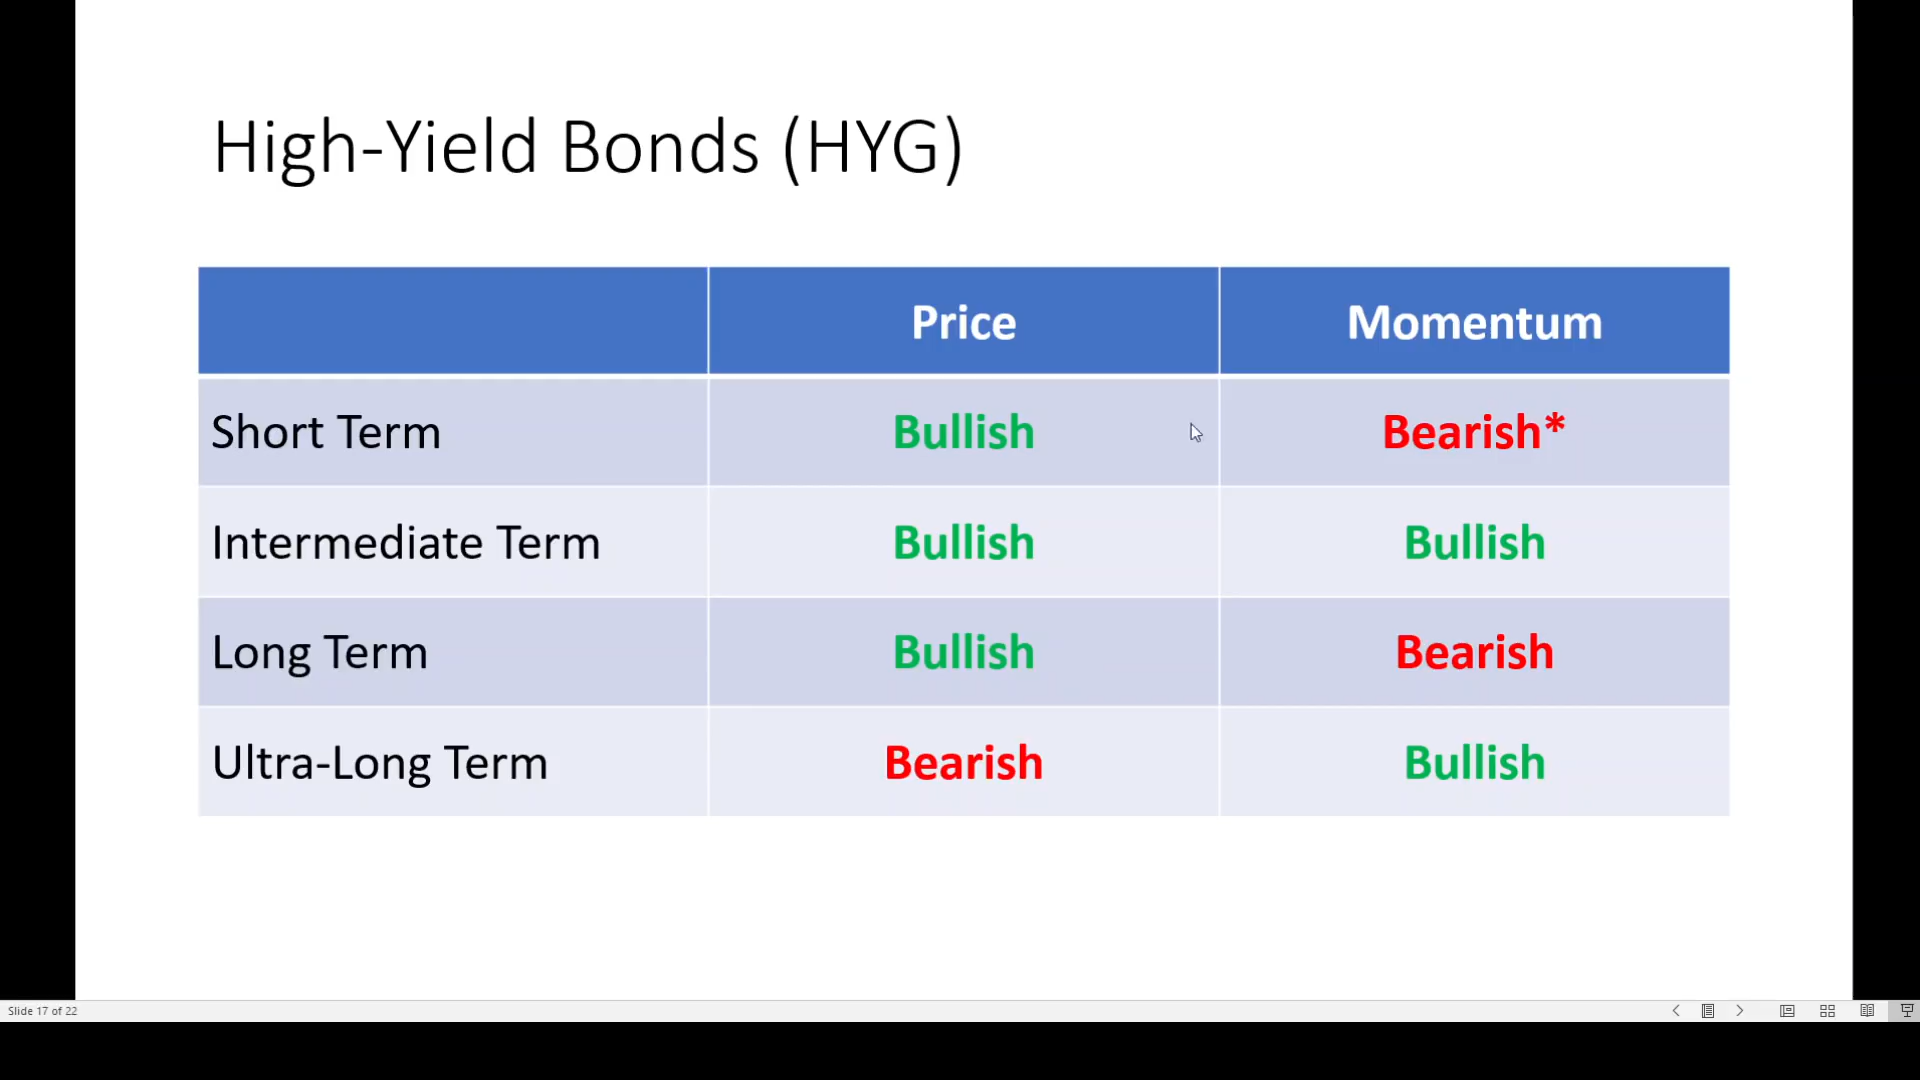 High-Yield Bonds (HYG)
Price Momentum
Short Term Bullish Bearish*
Intermediate Term Bullish Bullish
Long Term Bullish Bearish
Ultra-Long Term Bearish Bullish
Slide 17 of 22